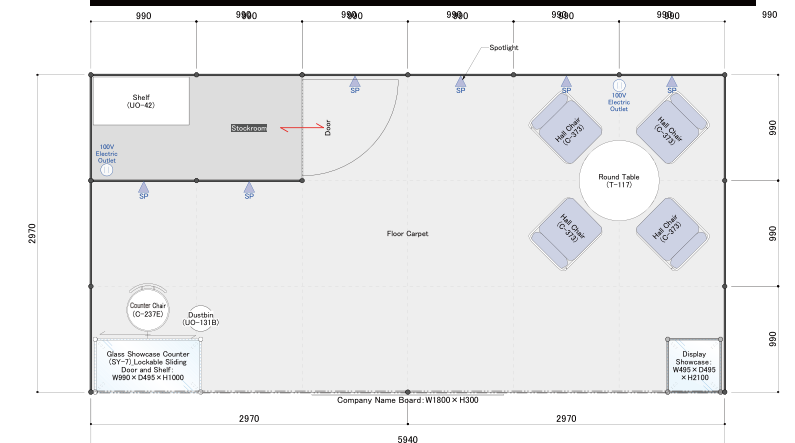 990 990 990 990 990 990 990
Spotlight
SP SP SP SP
Shelf
(UO-42)
100V
Electric
Outlet
Stockroom
Door
Hall Chair
(C-373)
Hall Chair
(C-373)
990
100V
Electric
Outlet
SP SP
Round Table
(T-117)
2970
Floor Carpet
Hall Chair
(C-373)
Hall Chair
(C-373)
990
Counter Chair
(C-237E)
Dustbin
(UO-131B)
990
Glass Showcase Counter
(SY-7) Lockable Sliding
Door and Shelf:
W990×D495×H1000
Display
Showcase:
W495×D495
×H2100
Company Name Board: W1800×H300
2970 2970
5940